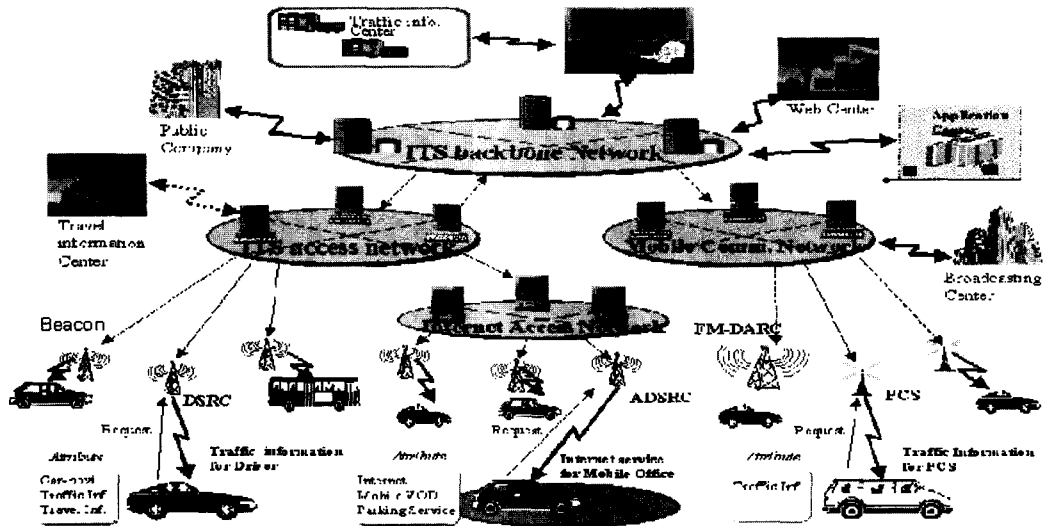 Traffic info.
Center
Public
Company
Web Center
Application
Center
ITS backbone Network
Travel
information
Center
ITS access network
Mobile Comm. Network
Broadcasting
Center
Internet Access Network
Beacon
FM-DARC
DSRC
ADSRC
PCS
Request
Request
Request
Attribute
Attribute
Attribute
Traffic information
for Driver
Internet service
for Mobile Office
Traffic Information
for PCS
Car-navi
Traffic Inf.
Travel Inf.
Internet
Mobile VOD
Parking Service
Traffic Inf